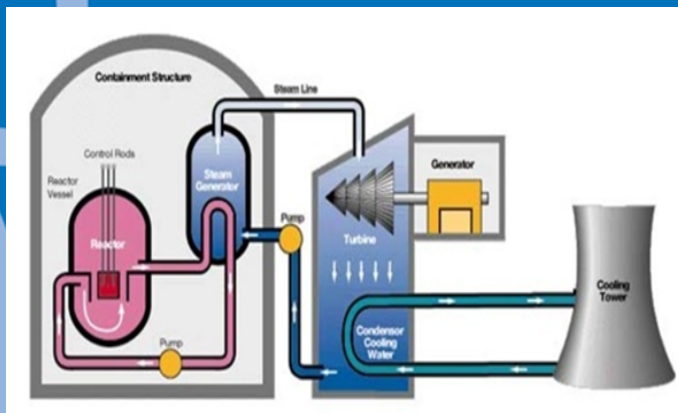 Containment Structure
Steam Line
Control Rods
Reactor
Vessel
Steam
Generator
Generator
Pump
Reactor
Turbine
Cooling
Tower
Pump
Condensor
Cooling
Water